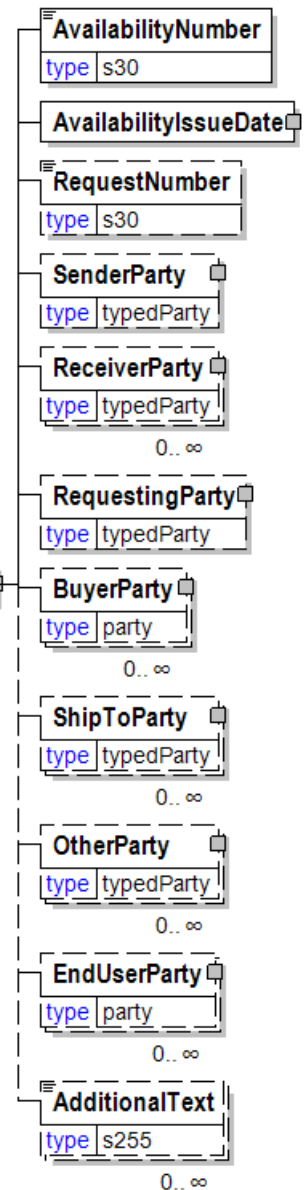 AvailabilityNumber
type s30
AvailabilityIssueDate
RequestNumber
type s30
SenderParty
type typedParty
ReceiverParty
type typedParty
0.. ∞
RequestingParty
type typedParty
BuyerParty
type party
0.. ∞
ShipToParty
type typedParty
0.. ∞
OtherParty
type typedParty
0.. ∞
EndUserParty
type party
0.. ∞
AdditionalText
type s255
0.. ∞